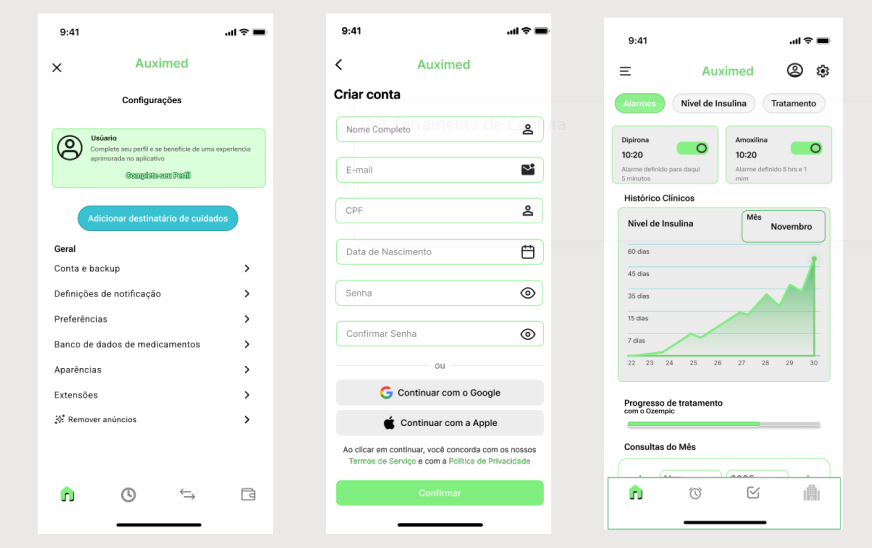 9:41
Auximed
Configurações
Usúario
Complete seu perfil e se beneficie de uma experiencia
aprimorada no aplicativo
Complete seu Perfil
Adicionar destinatário de cuidados
Geral
Conta e backup
Definições de notificação
Preferências
Banco de dados de medicamentos
Aparências
Extensões
Remover anúncios
9:41
Auximed
Criar conta
Ferramenta de Captura
Nome Completo
E-mail
CPF
Data de Nascimento
Senha
Confirmar Senha
ou
Continuar com o Google
Continuar com a Apple
Ao clicar em continuar, você concorda com os nossos
Termos de Serviço e com a Política de Privacidade
Confirmar
9:41
Auximed
Alarmes
Nível de Insulina
Tratamento
Dipirona
10:20
Alarme definido para daqui
5 minutos
Amoxilina
10:20
Alarme definido 5 hrs e 1
mim
Histórico Clínicos
Nível de Insulina
Mês
Novembro
60 dias
45 dias
35 dias
15 dias
7 dias
22 23 24 25 26 27 28 29 30
Progresso de tratamento
com o Ozempic
Consultas do Mês